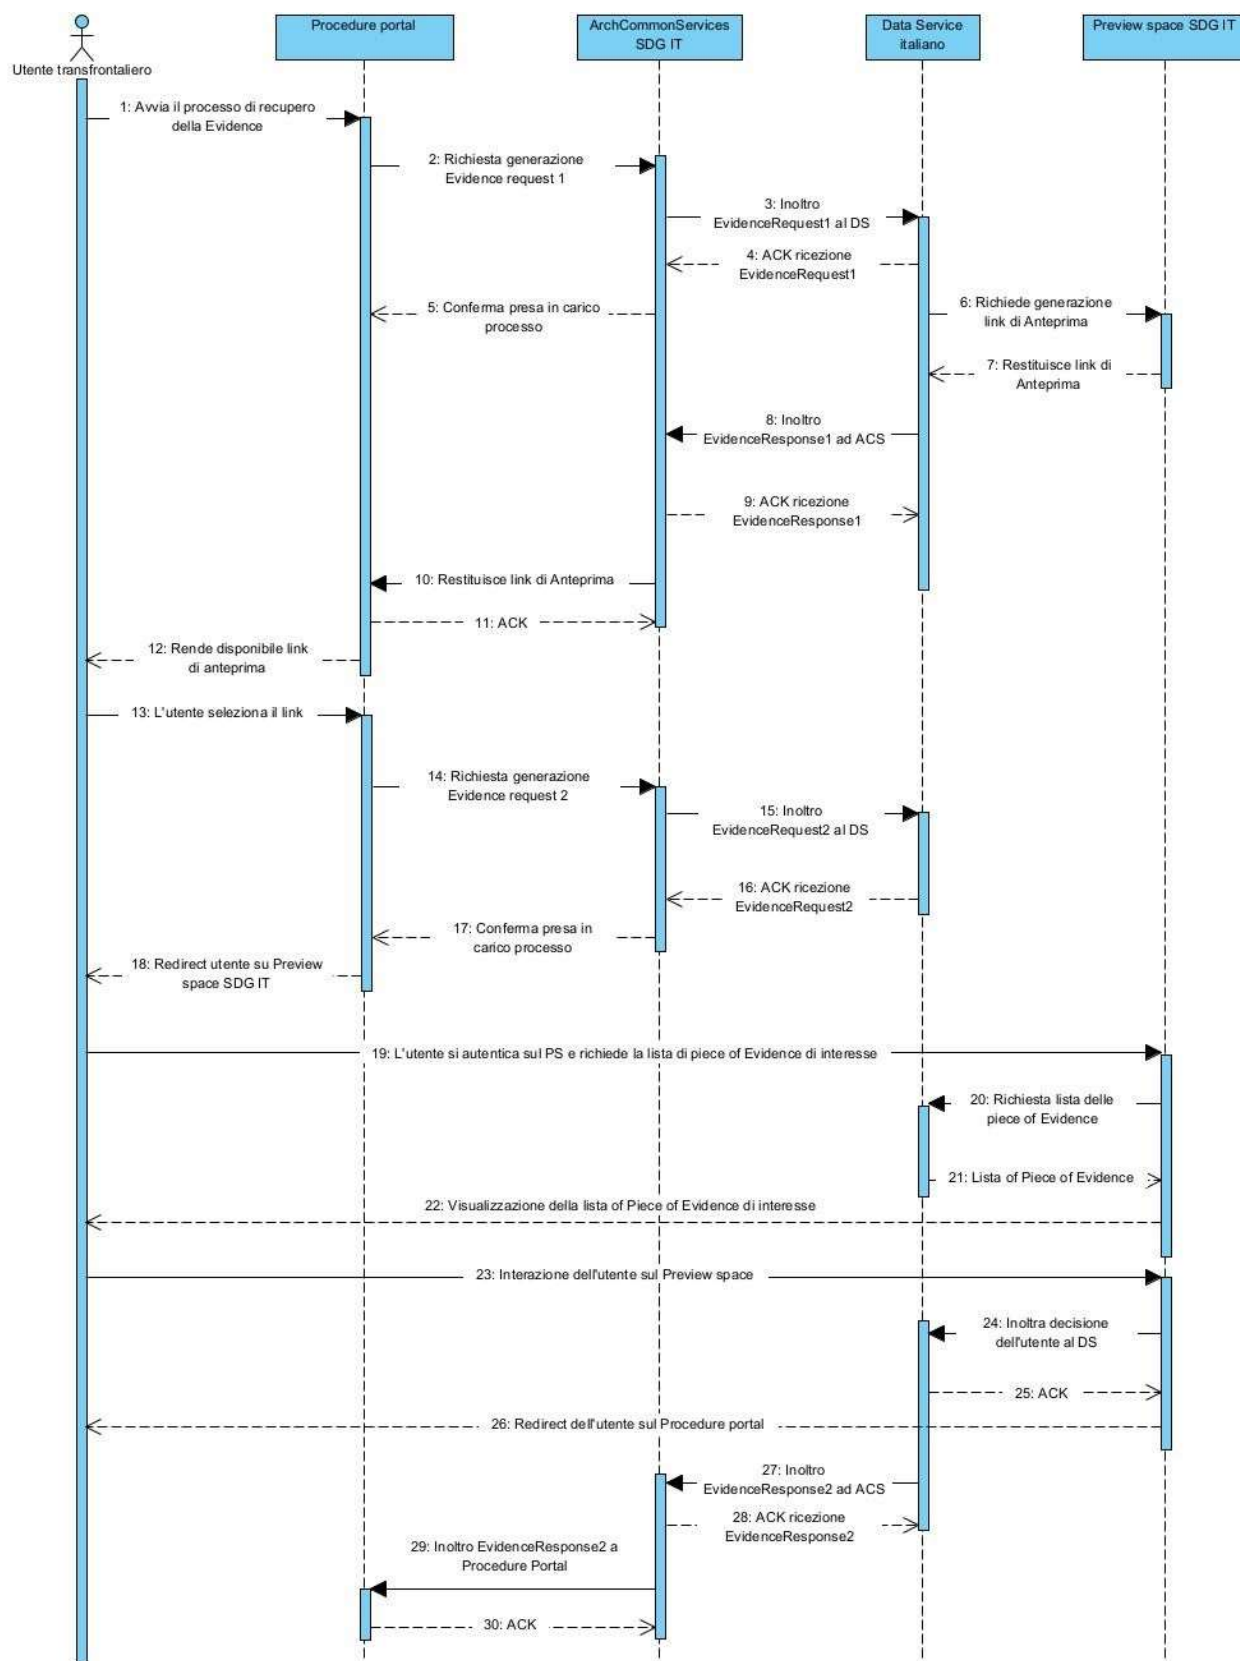 Procedure portal
ArchCommonServices
SDG IT
Data Service
italiano
Preview space SDG IT
Utente transfrontaliero
1: Avvia il processo di recupero
della Evidence
2: Richiesta generazione
Evidence request 1
3: Inoltro
EvidenceRequest1 al DS
4: ACK ricezione
EvidenceRequest1
5: Conferma presa in carico
processo
6: Richiede generazione
link di Anteprima
7: Restituisce link di
Anteprima
8: Inoltro
EvidenceResponse1 ad ACS
9: ACK ricezione
EvidenceResponse1
10: Restituisce link di Anteprima
11: ACK
12: Rende disponibile link
di anteprima
13: L'utente seleziona il link
14: Richiesta generazione
Evidence request 2
15: Inoltro
EvidenceRequest2 al DS
16: ACK ricezione
EvidenceRequest2
17: Conferma presa in
carico processo
18: Redirect utente su Preview
space SDG IT
19: L'utente si autentica sul PS e richiede la lista di piece of Evidence di interesse
20: Richiesta lista delle
piece of Evidence
21: Lista of Piece of Evidence
22: Visualizzazione della lista of Piece of Evidence di interesse
23: Interazione dell'utente sul Preview space
24: Inoltra decisione
dell'utente al DS
25: ACK
26: Redirect dell'utente sul Procedure portal
27: Inoltro
EvidenceResponse2 ad ACS
28: ACK ricezione
EvidenceResponse2
29: Inoltro EvidenceResponse2 a
Procedure Portal
30: ACK